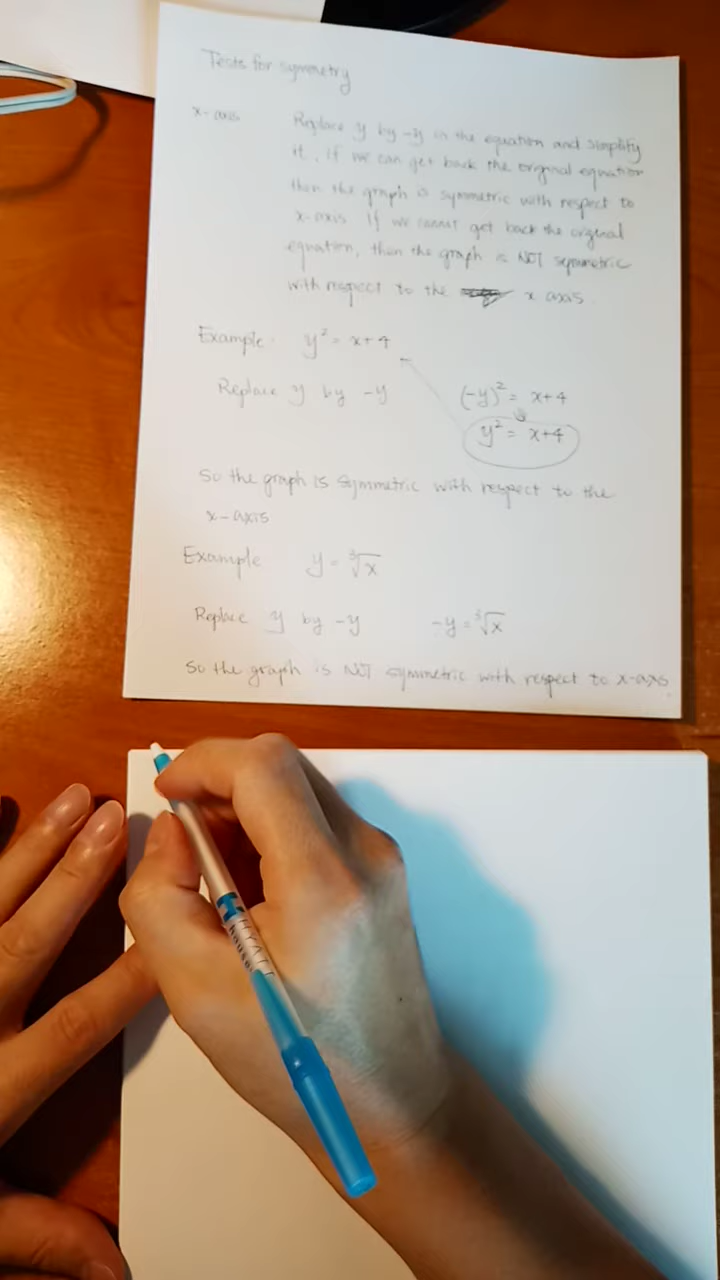 Tests for symmetry
x-axis Replace y by -y in the equation and simplify
it, if we can get back the original equation
then the graph is symmetric with respect to
x-axis. If we cannot get back the orginal
equation, then the graph is NOT symmetric
with respect to the x axis.
Example: y² = x+4
Replace y by -y (-y)² = x+4
y² = x+4
So the graph is symmetric with respect to the
x-axis
Example y = ∛x
Replace y by -y -y = ∛x
So the graph is NOT symmetric with respect to x-axis
HYATT
house